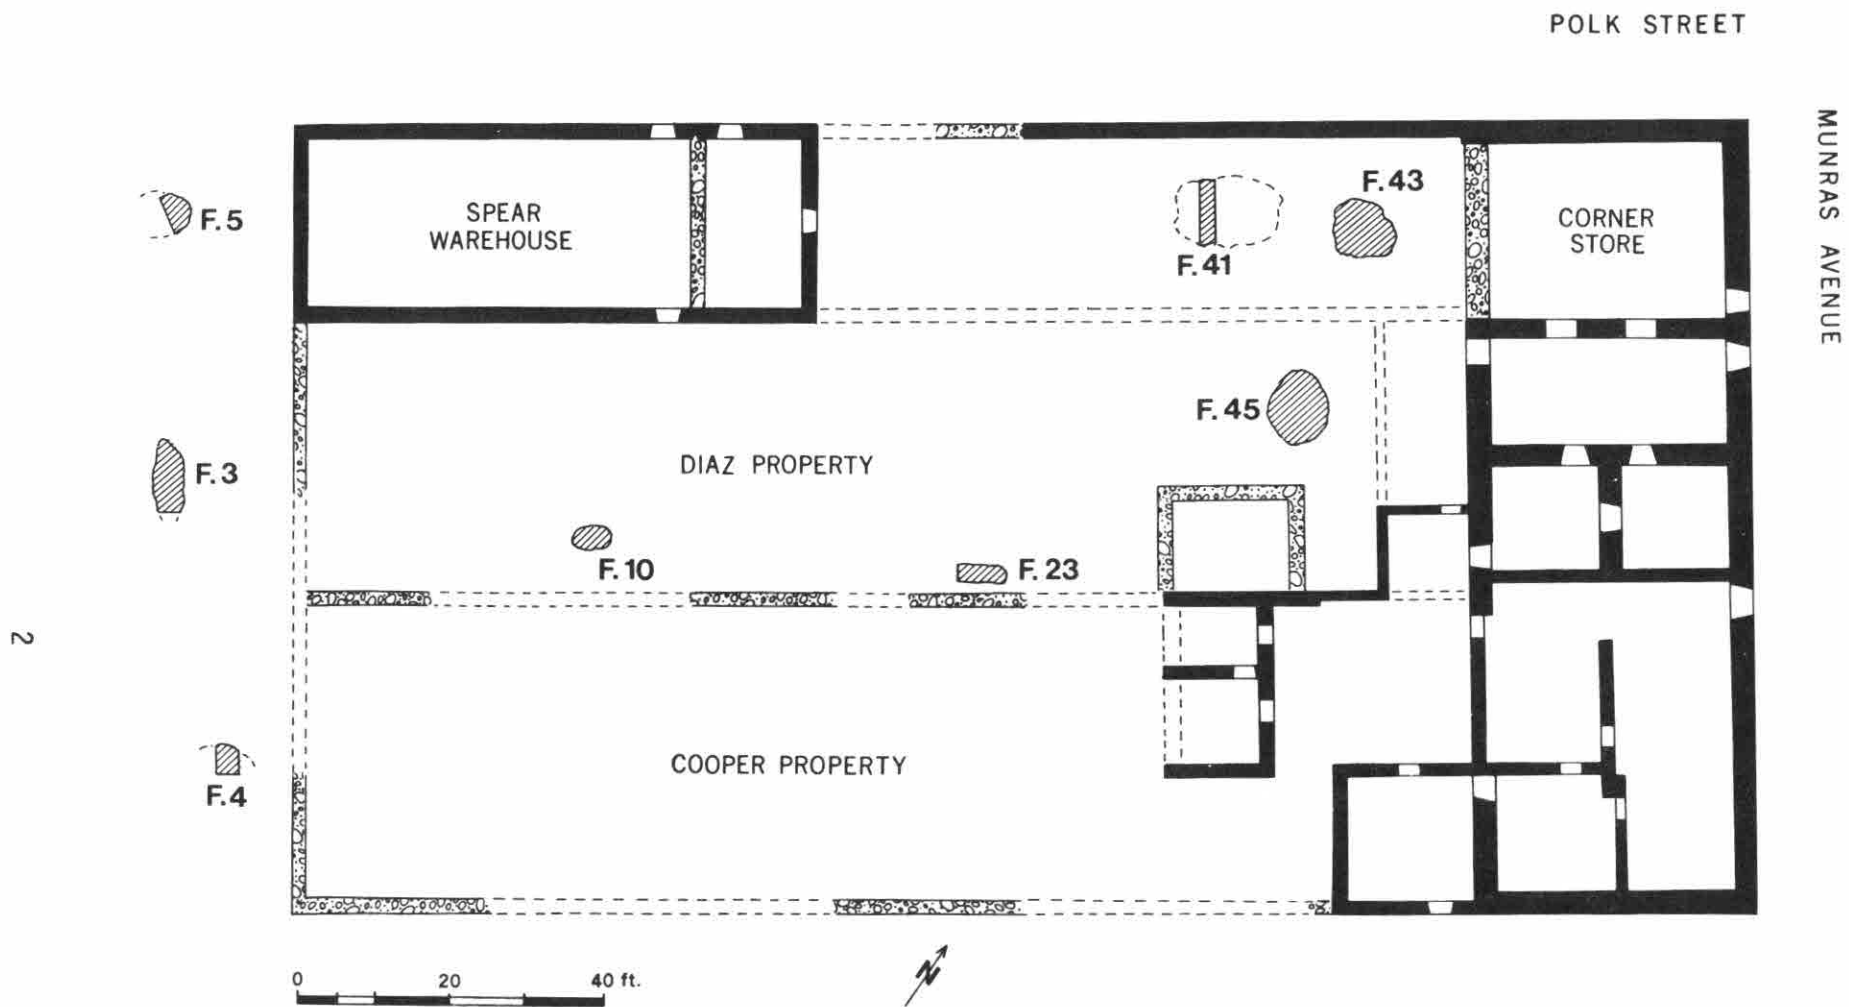 POLK STREET
MUNRAS AVENUE
SPEAR
WAREHOUSE
F.5
F.41
F.43
CORNER
STORE
F.45
DIAZ PROPERTY
F.3
F.10
F.23
2
COOPER PROPERTY
F.4
N
0 20 40 ft.